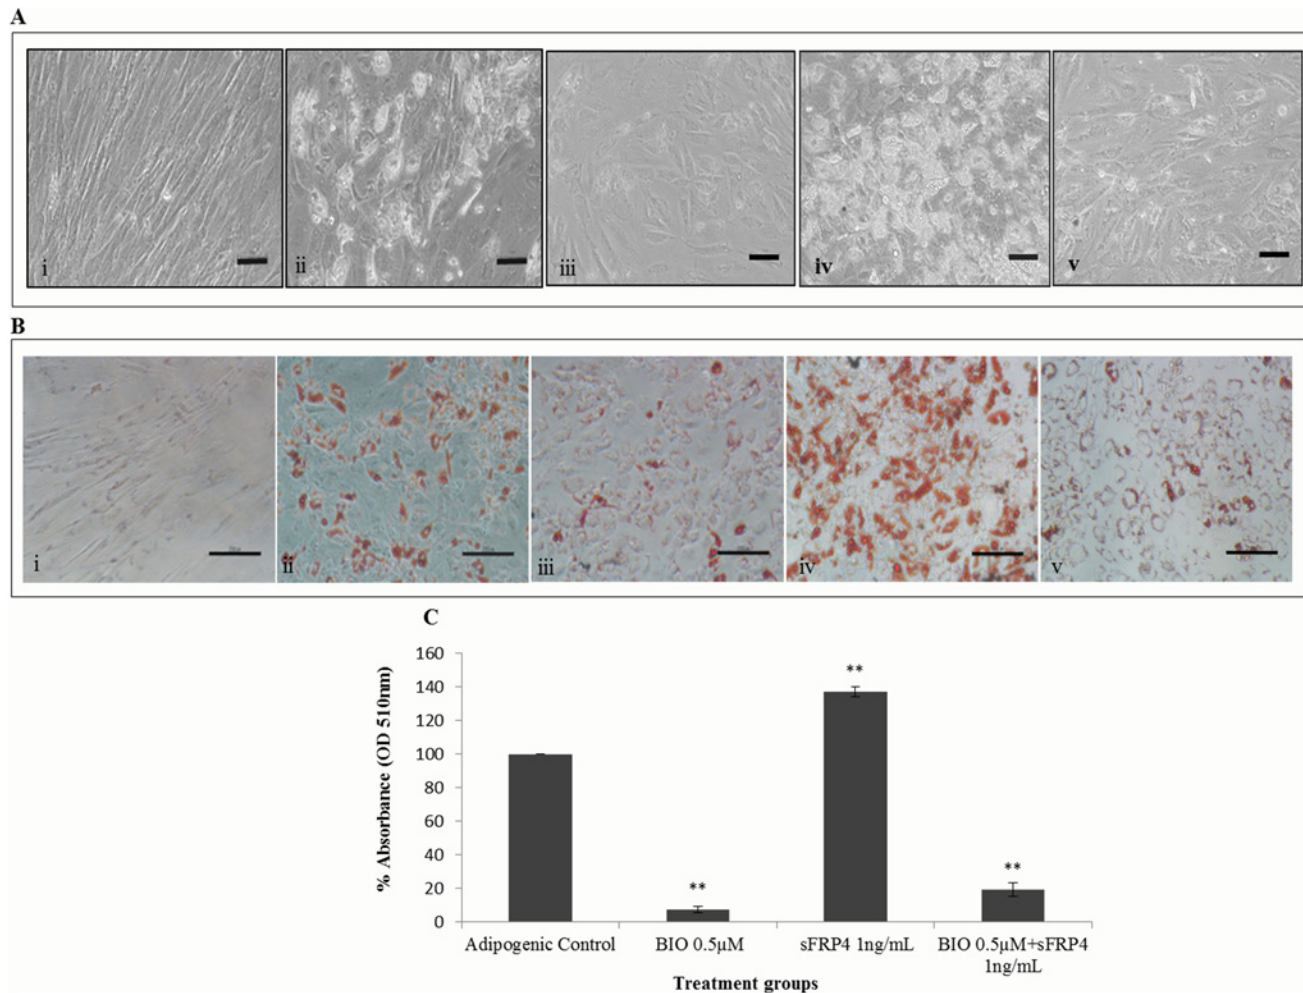 A
i
ii
iii
iv
v
B
i
ii
iii
iv
v
C
% Absorbance (OD 510nm)
160
140
120
100
80
60
40
20
0
**
**
**
Adipogenic Control
BIO 0.5µM
sFRP4 1ng/mL
BIO 0.5µM+sFRP4
1ng/mL
Treatment groups